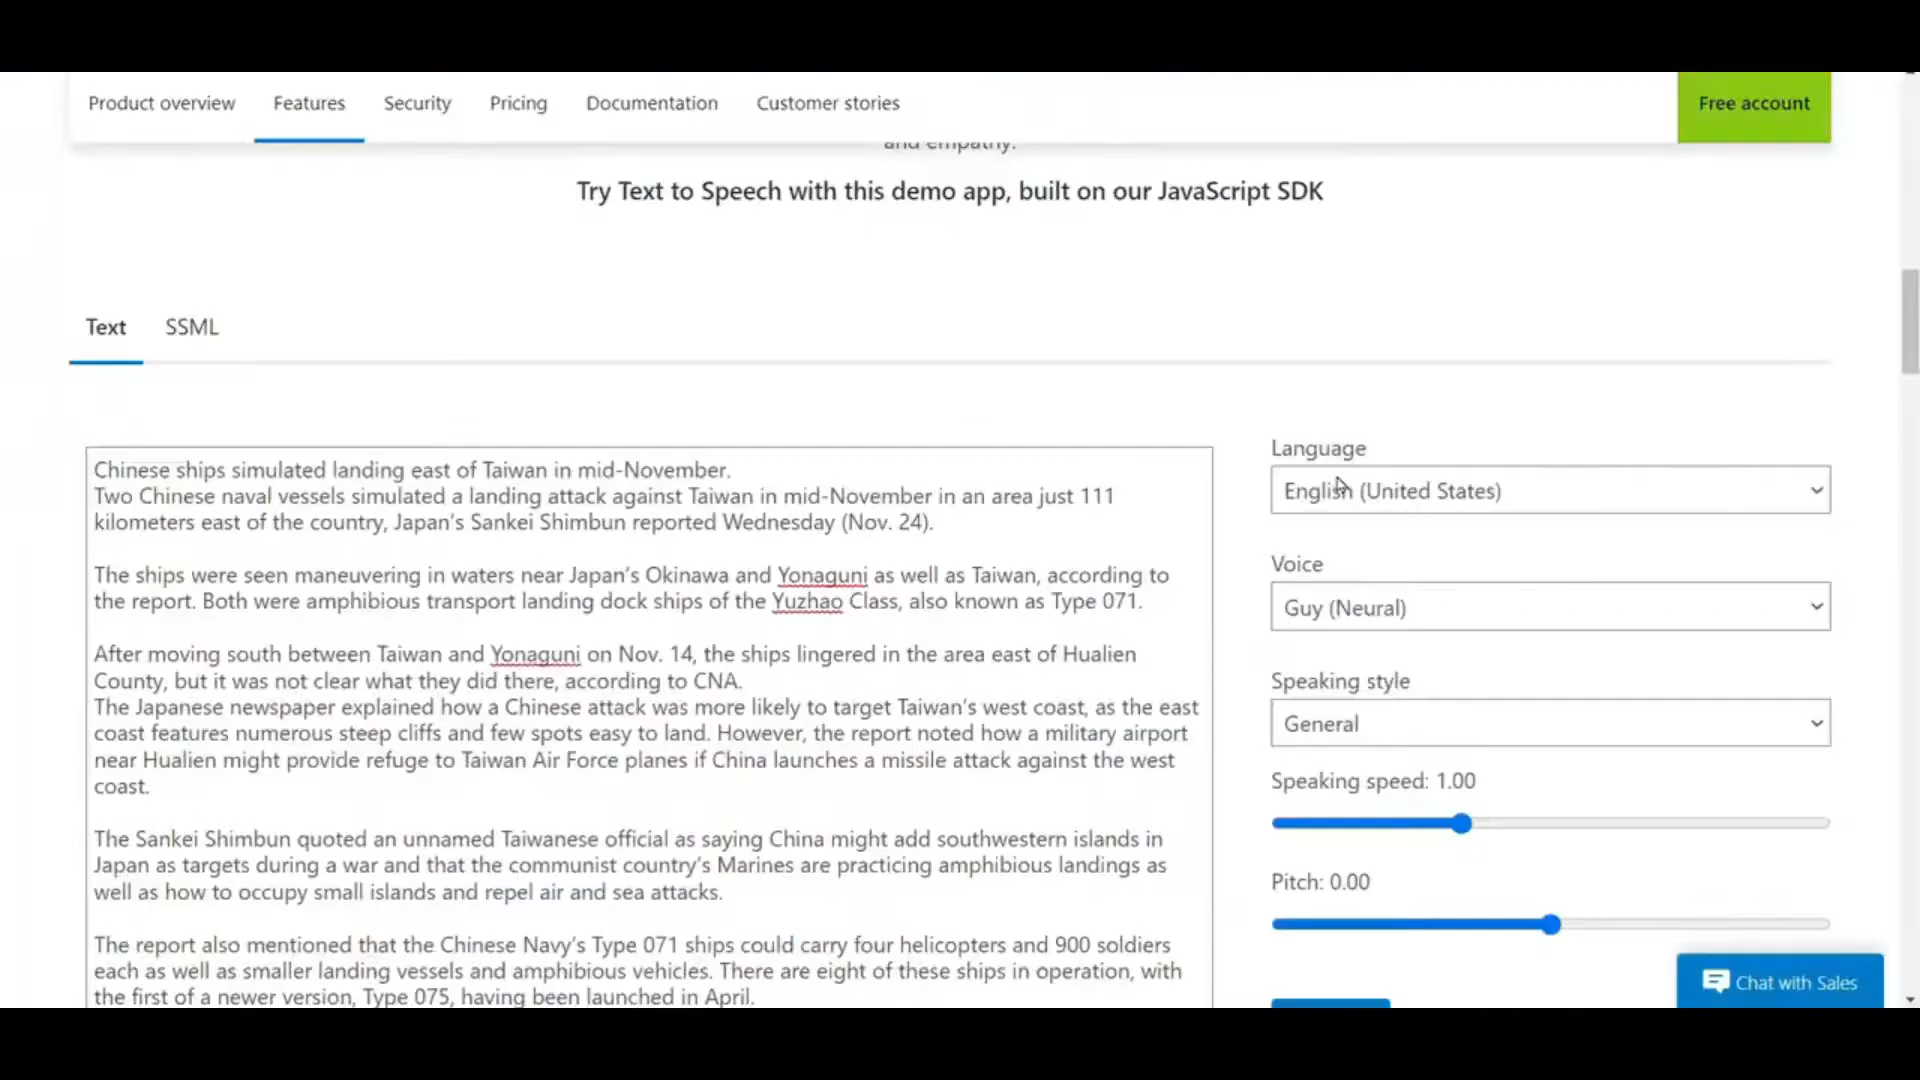 Product overview Features Security Pricing Documentation Customer stories Free account
and empathy.
Try Text to Speech with this demo app, built on our JavaScript SDK
Text SSML
Chinese ships simulated landing east of Taiwan in mid-November.
Two Chinese naval vessels simulated a landing attack against Taiwan in mid-November in an area just 111
kilometers east of the country, Japan's Sankei Shimbun reported Wednesday (Nov. 24).
The ships were seen maneuvering in waters near Japan's Okinawa and Yonaguni as well as Taiwan, according to
the report. Both were amphibious transport landing dock ships of the Yuzhao Class, also known as Type 071.
After moving south between Taiwan and Yonaguni on Nov. 14, the ships lingered in the area east of Hualien
County, but it was not clear what they did there, according to CNA.
The Japanese newspaper explained how a Chinese attack was more likely to target Taiwan's west coast, as the east
coast features numerous steep cliffs and few spots easy to land. However, the report noted how a military airport
near Hualien might provide refuge to Taiwan Air Force planes if China launches a missile attack against the west
coast.
The Sankei Shimbun quoted an unnamed Taiwanese official as saying China might add southwestern islands in
Japan as targets during a war and that the communist country's Marines are practicing amphibious landings as
well as how to occupy small islands and repel air and sea attacks.
The report also mentioned that the Chinese Navy's Type 071 ships could carry four helicopters and 900 soldiers
each as well as smaller landing vessels and amphibious vehicles. There are eight of these ships in operation, with
the first of a newer version, Type 075, having been launched in April.
Language
English (United States)
Voice
Guy (Neural)
Speaking style
General
Speaking speed: 1.00
Pitch: 0.00
Chat with Sales